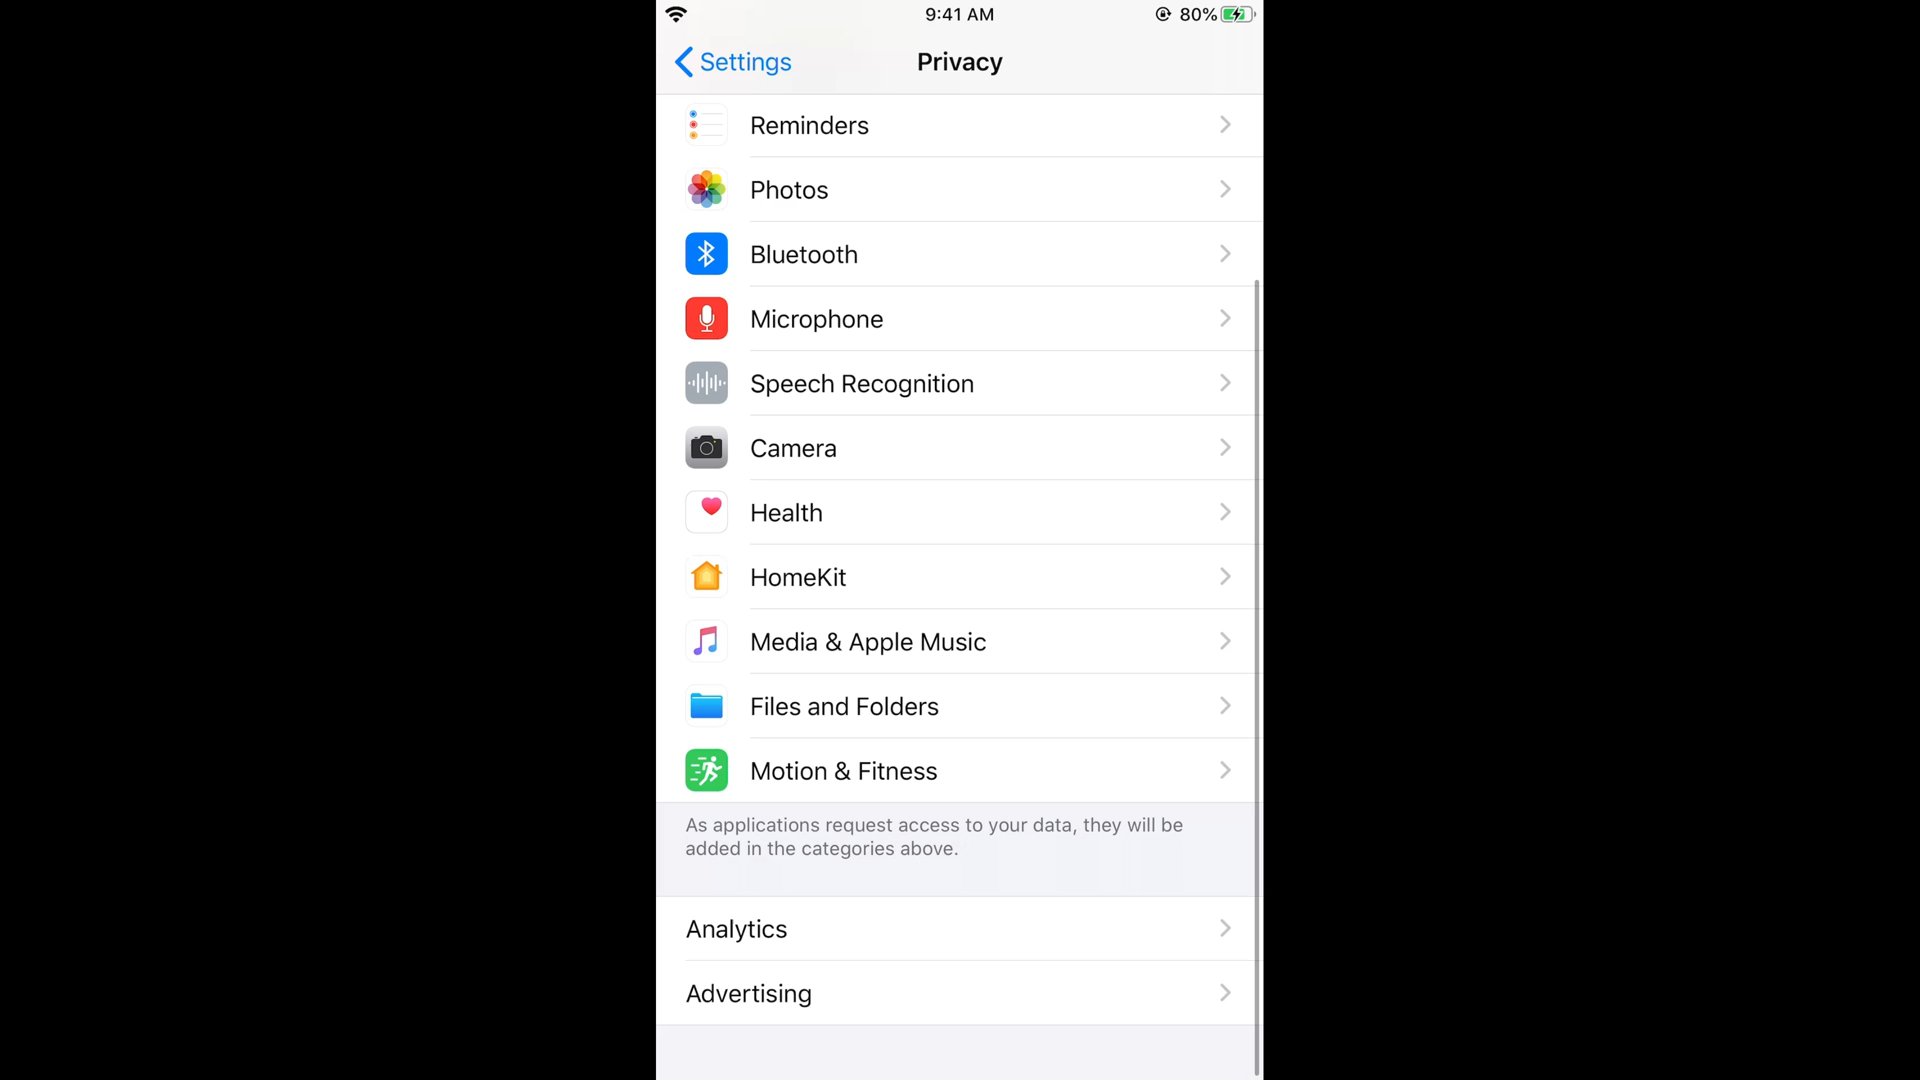 9:41 AM
80%
Settings
Privacy
Reminders
Photos
Bluetooth
Microphone
Speech Recognition
Camera
Health
HomeKit
Media & Apple Music
Files and Folders
Motion & Fitness
As applications request access to your data, they will be
added in the categories above.
Analytics
Advertising